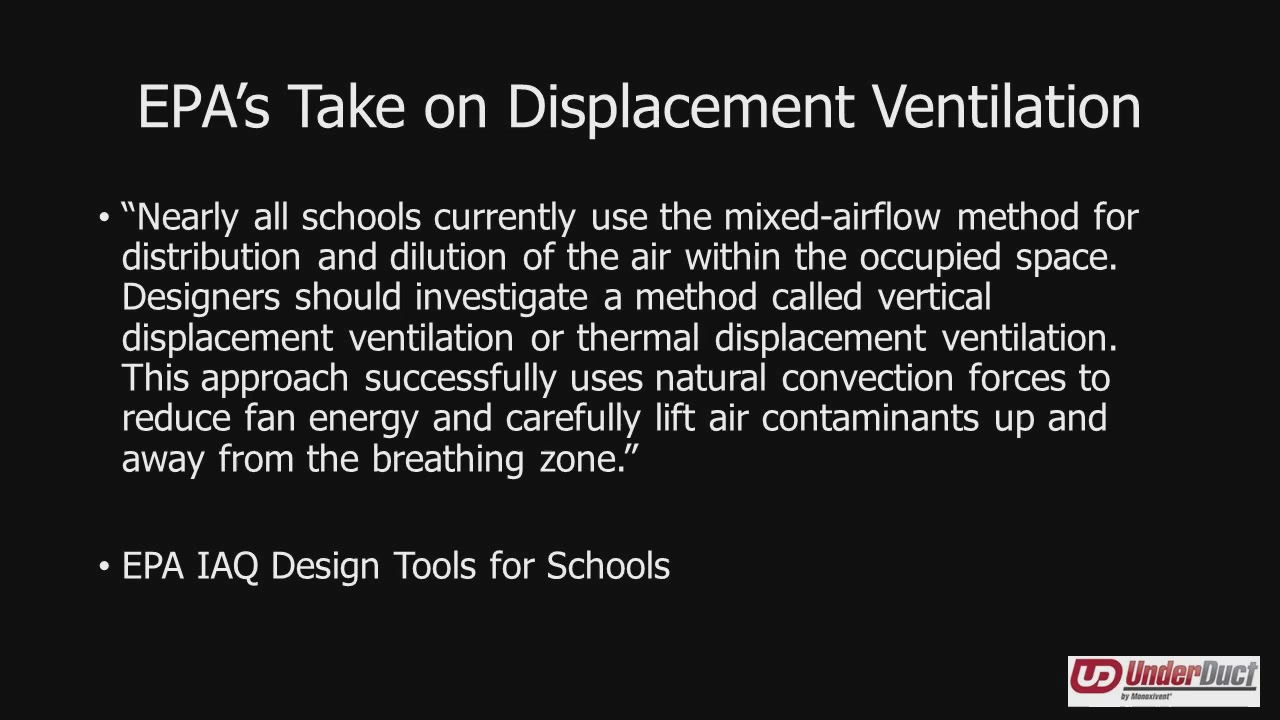 EPA’s Take on Displacement Ventilation
• “Nearly all schools currently use the mixed-airflow method for
distribution and dilution of the air within the occupied space.
Designers should investigate a method called vertical
displacement ventilation or thermal displacement ventilation.
This approach successfully uses natural convection forces to
reduce fan energy and carefully lift air contaminants up and
away from the breathing zone.”
• EPA IAQ Design Tools for Schools
UD UnderDuct
by Monoxivent